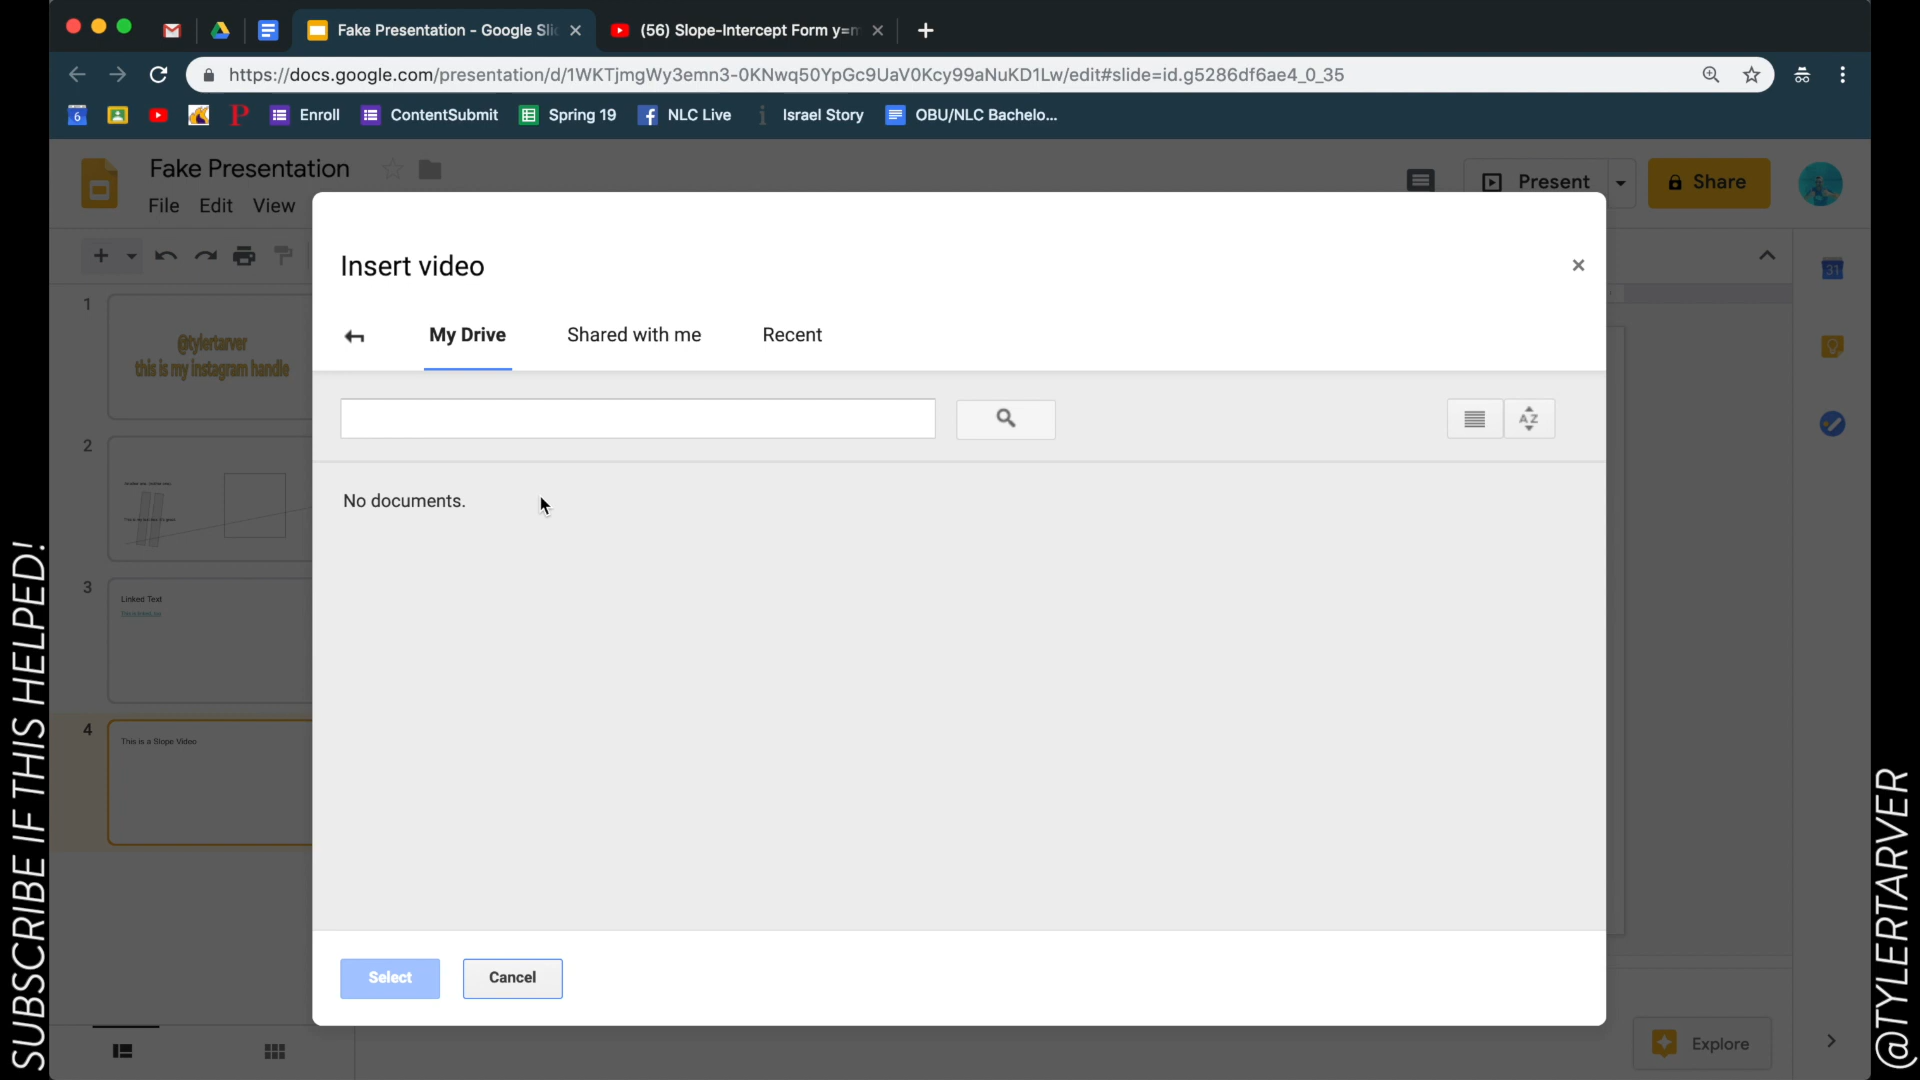 Fake Presentation - Google Slid
(56) Slope-Intercept Form y=m
https://docs.google.com/presentation/d/1WKTjmgWy3emn3-0KNwq50YpGc9UaV0Kcy99aNuKD1Lw/edit#slide=id.g5286df6ae4_0_35
6
P
Enroll
ContentSubmit
Spring 19
NLC Live
Israel Story
OBU/NLC Bachelo...
Fake Presentation
Present
Share
File Edit View
Insert video
My Drive
Shared with me
Recent
A Z
No documents.
Select
Cancel
31
1
@tylertarver
this is my instagram handle
2
3
Linked Text
4
This is a Slope Video
Explore
SUBSCRIBE IF THIS HELPED!
@TYLERTARVER